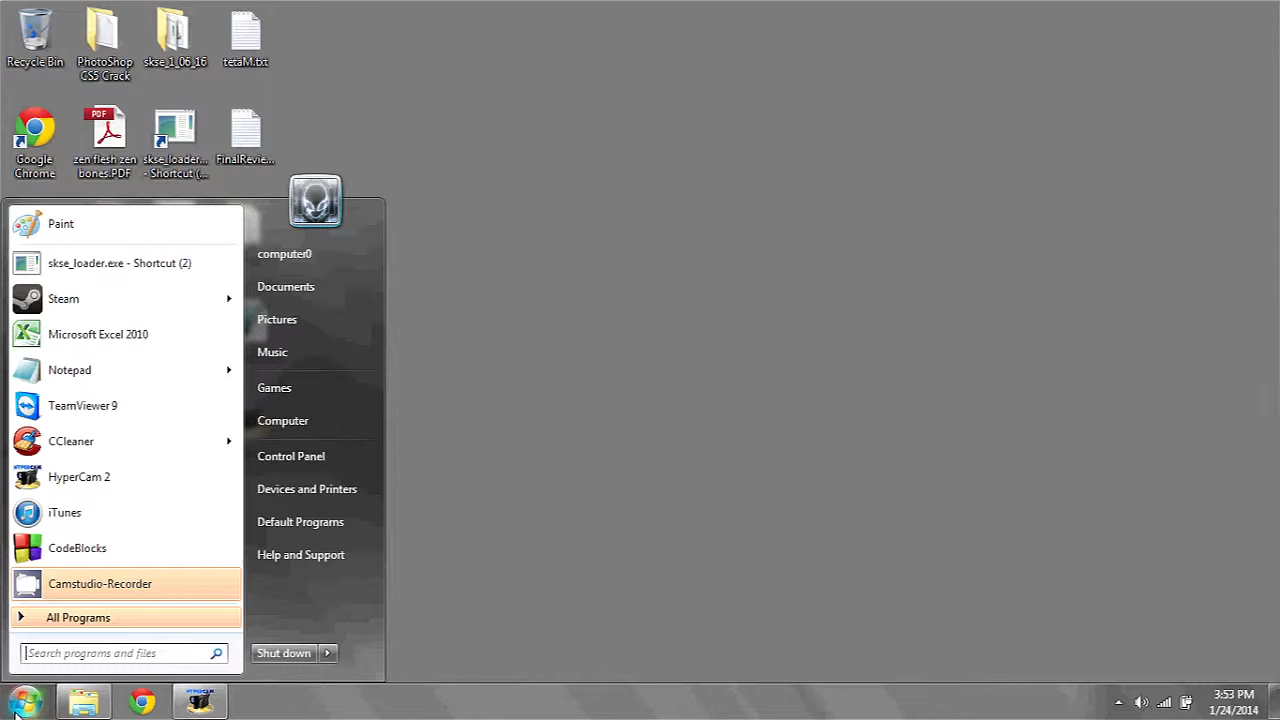 Recycle Bin
PhotoShop CS5 Crack
skse_1_06_16
tetaM.txt
Google Chrome
PDF
zen flesh zen bones.PDF
skse_loader... - Shortcut (...
FinalRevie...
Paint
skse_loader.exe - Shortcut (2)
Steam
Microsoft Excel 2010
Notepad
TeamViewer 9
CCleaner
HyperCam 2
iTunes
CodeBlocks
Camstudio-Recorder
All Programs
Search programs and files
computer0
Documents
Pictures
Music
Games
Computer
Control Panel
Devices and Printers
Default Programs
Help and Support
Shut down
3:53 PM
1/24/2014